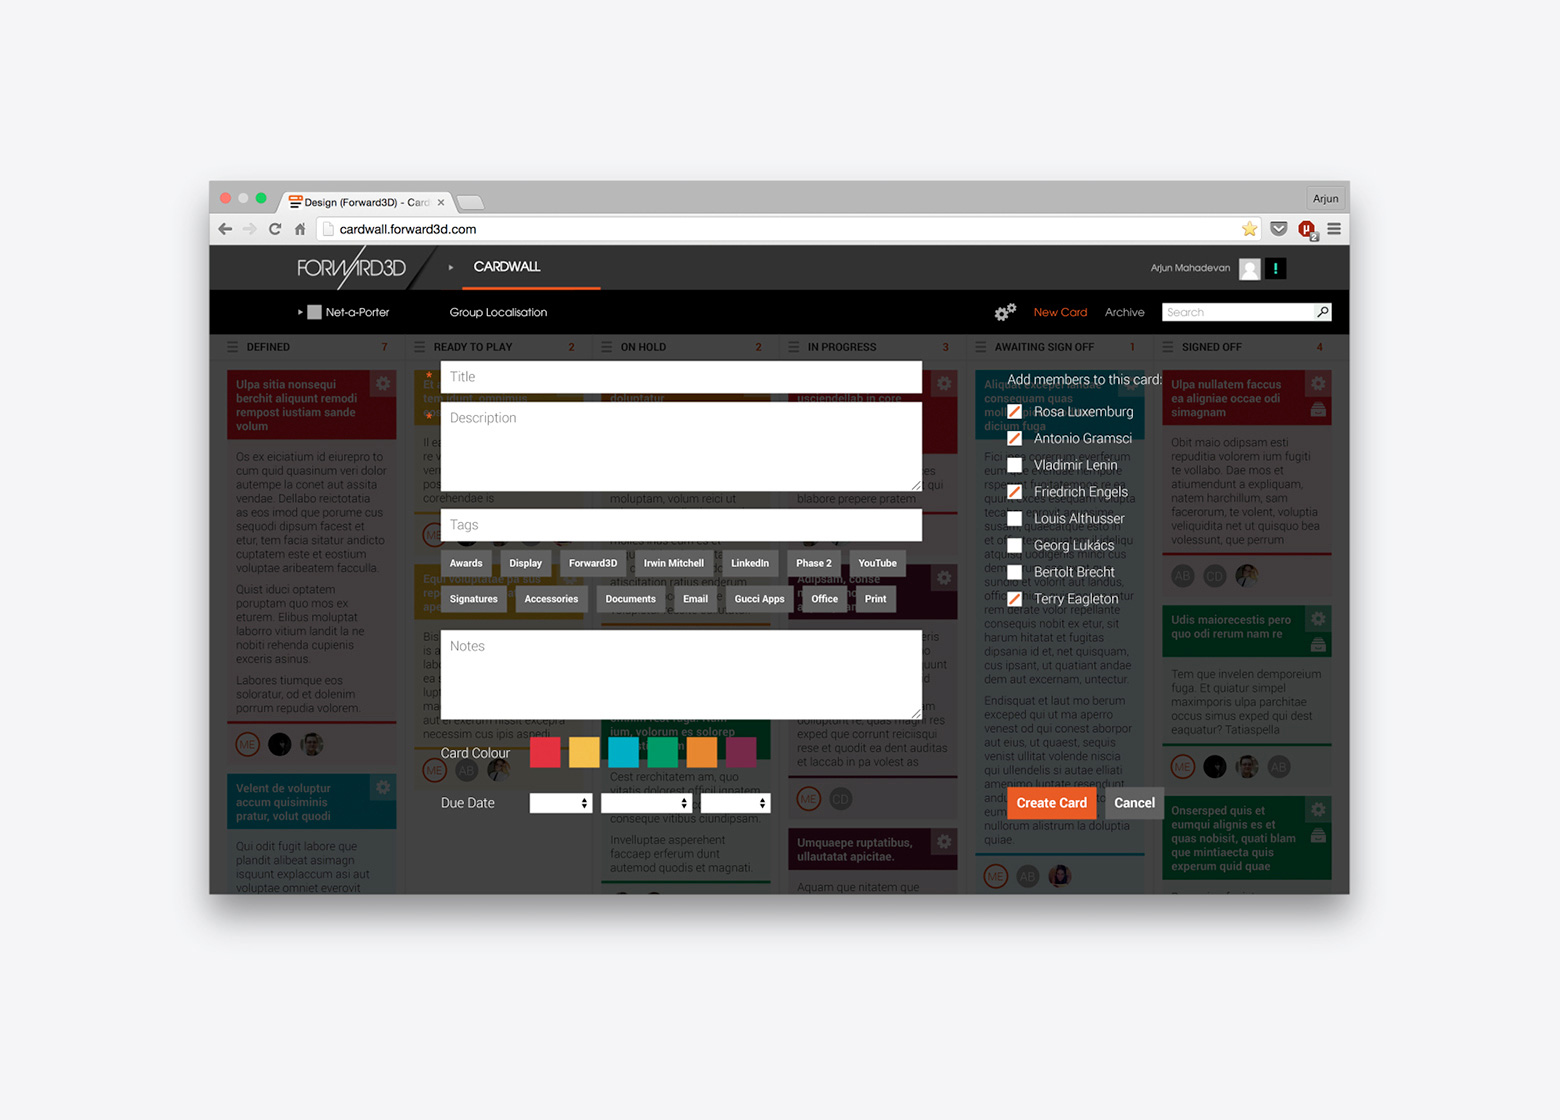 Design (Forward3D) - Card
Arjun
cardwall.forward3d.com
FORWARD3D
CARDWALL
Arjun Mahadevan
!
Net-a-Porter
Group Localisation
New Card
Archive
Search
DEFINED 7
READY TO PLAY 2
ON HOLD 2
IN PROGRESS 3
AWAITING SIGN OFF 1
SIGNED OFF 4
Ulpa sitia nonsequi
berchit aliqunt remodi
rempost iustiam sande
volum
Os ex eiciatium id eiurepro to
cum quid quasinum veri dolor
autempe la conet aut assita
vendae. Dellabo reictotatia
as eos imod que porume cus
sequodi dipsum facest et
etur, tem facia sitatur andicto
cuptatem este et eostium
voluptae aribeatem facculla.
Quist iduci optatem
poruptam quo mos ex
eturem. Elibus moluptat
laborro vitium landit la ne
nobiti rehenda cupienis
exceris asinus.
Labores tiumque eos
soloratur, od et dolenim
porrum repudia volorem.
ME
Velent de voluptur
accum quisiminis
pratur, volut quodi
Qui odit fugit labore que
plandit alibeat asimagn
isquunt explaccum asi aut
voluptae omniet everovit
* Title
* Description
corehendae is
moluptam, volum reici ut
blabore prepere pratem
Tags
Awards
Display
Forward3D
Irwin Mitchell
LinkedIn
Phase 2
YouTube
Signatures
Accessories
Documents
Email
Gucci Apps
Office
Print
Notes
necessim cus ipis aspedi
ME AB
ium, volorum es solorep
Card Colour
Cest rerchitatem am, quo
Due Date
conseque vitibus ciundipsam.
Invelluptae asperehent
faccaep erferum dunt
autemod quodis et magnati.
exped que corrunt reiciisqui
rese et quodit ea dent auditas
et laccab in pa volest as
ME CD
Umquaepe ruptatibus,
ullautatat apicitae.
Aquam que nitatem que
Add members to this card:
Rosa Luxemburg
Antonio Gramsci
Vladimir Lenin
Friedrich Engels
Louis Althusser
Georg Lukács
Bertolt Brecht
Terry Eagleton
consequis nobit ex etur, sit
harum hitatat et fugitas
dipsania id et, net quisquam,
cus ipsant, ut quatiant andae
dem aut excernam, untectur
Endisquat et laut mo berum
exceped qui ut ma aperro
venest od qui conest aborpor
aut eius, ut quaest, sequis
venist ullitat volende niscia
qui ullendelis si autae elliati
Create Card
Cancel
nullorum alistrum la doluptia
quiae.
ME AB
Ulpa nullatem faccus
ea aligniae occae odi
simagnam
Obit maio odipsam esti
repuditia volorem ium fugiti
te vollabo. Dae mos et
atiumendunt a expliquam,
natem harchillum, sam
facerorum, te volent, voluptia
veliquidita net ut quisquo bea
volessunt, que perrum
AB CD
Udis maiorecestis pero
quo odi rerum nam re
Tem que invelen demporeium
fuga. Et quiatur simpel
maximporis ulpa parchitae
occus simus exped qui dest
eaquatur? Tatiaspella
ME AB
Onsersped quis et
eumqui alignis es et
quas nobisit, quati blam
que mintiaecta quis
experum quid quae